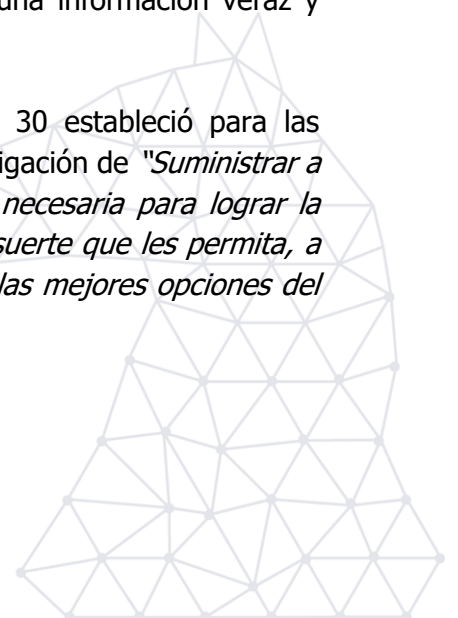 una información veraz y
30 estableció para las
igación de "Suministrar a
necesaria para lograr la
suerte que les permita, a
las mejores opciones del